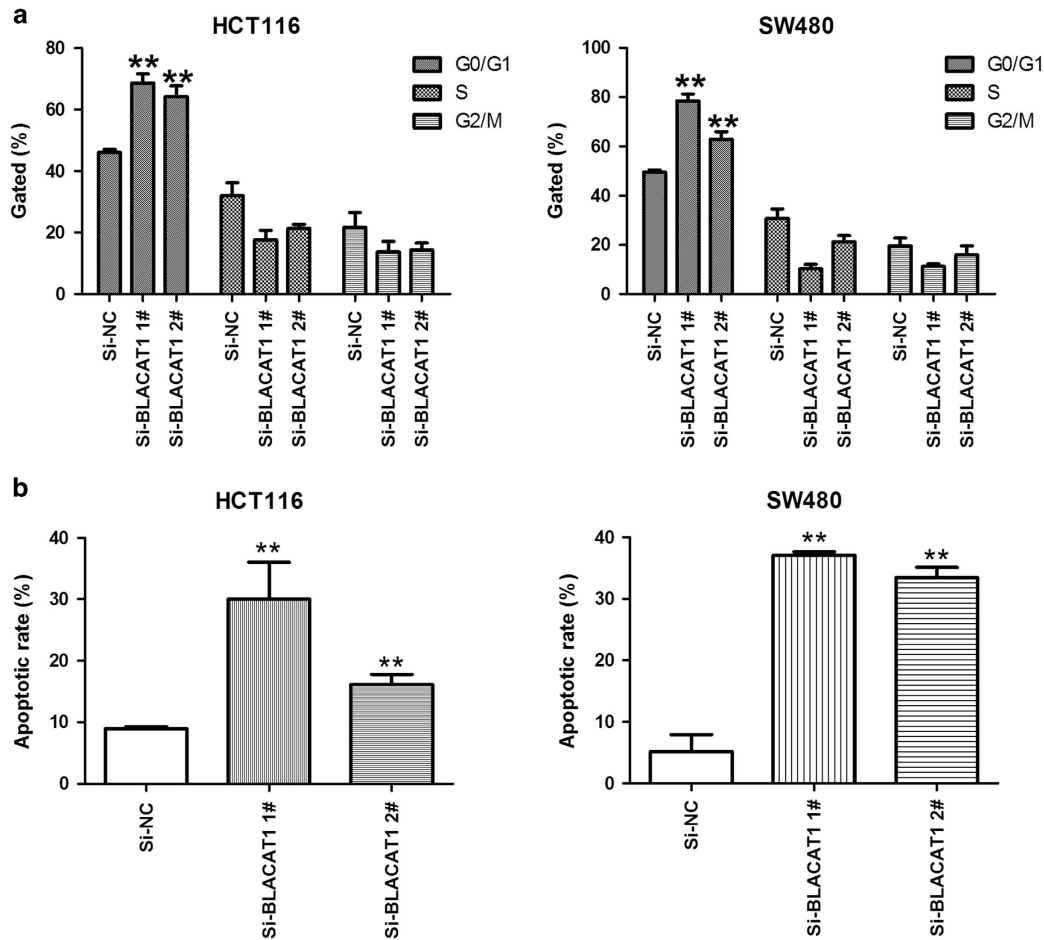 a
HCT116
Gated (%)
80
60
40
20
0
**
**
G0/G1
S
G2/M
Si-NC
Si-BLACAT1 1#
Si-BLACAT1 2#
Si-NC
Si-BLACAT1 1#
Si-BLACAT1 2#
Si-NC
Si-BLACAT1 1#
Si-BLACAT1 2#
SW480
Gated (%)
100
80
60
40
20
0
**
**
G0/G1
S
G2/M
Si-NC
Si-BLACAT1 1#
Si-BLACAT1 2#
Si-NC
Si-BLACAT1 1#
Si-BLACAT1 2#
Si-NC
Si-BLACAT1 1#
Si-BLACAT1 2#
b
HCT116
Apoptotic rate (%)
40
30
20
10
0
**
**
Si-NC
Si-BLACAT1 1#
Si-BLACAT1 2#
SW480
Apoptotic rate (%)
40
30
20
10
0
**
**
Si-NC
Si-BLACAT1 1#
Si-BLACAT1 2#